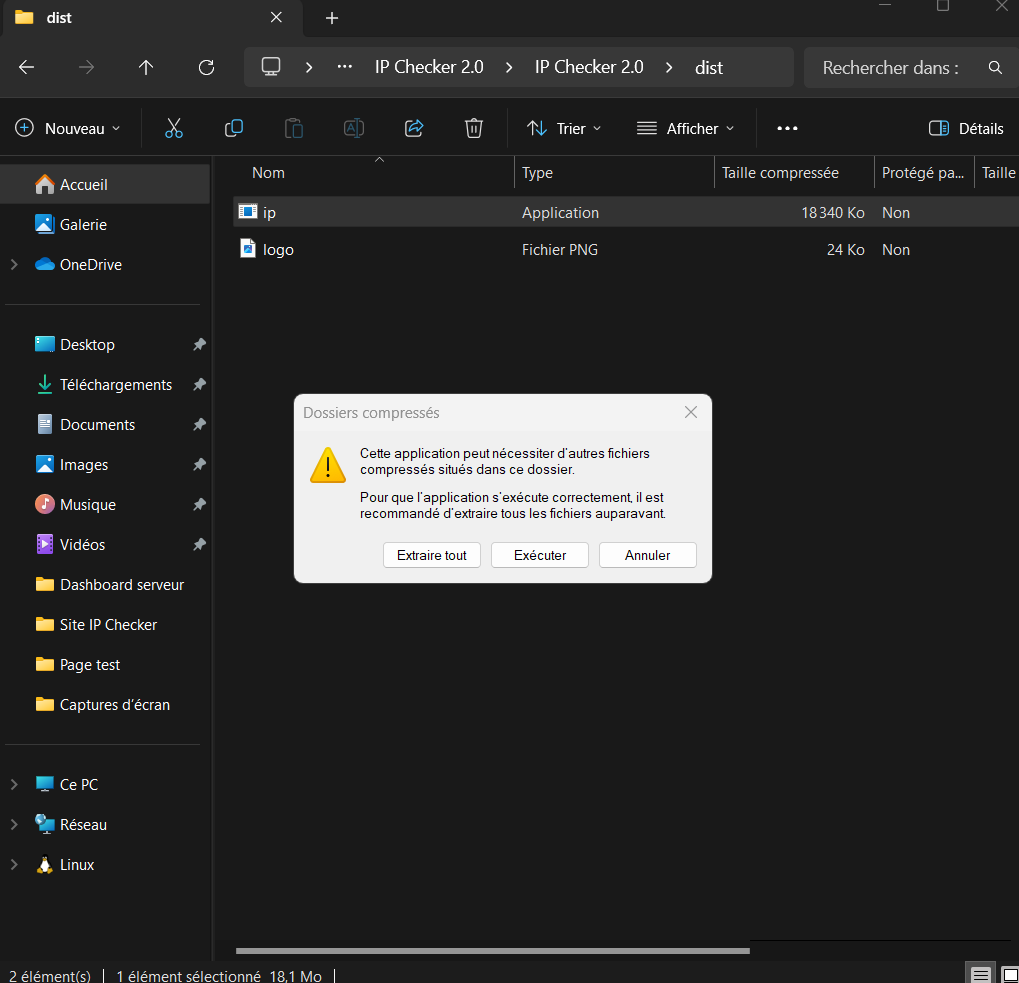 dist
IP Checker 2.0
IP Checker 2.0
dist
Rechercher dans :
Nouveau
Trier
Afficher
Détails
Nom
Type
Taille compressée
Protégé pa...
Taille
Accueil
ip
Application
18 340 Ko
Non
Galerie
logo
Fichier PNG
24 Ko
Non
OneDrive
Desktop
Téléchargements
Documents
Images
Musique
Vidéos
Dashboard serveur
Site IP Checker
Page test
Captures d'écran
Ce PC
Réseau
Linux
Dossiers compressés
Cette application peut nécessiter d'autres fichiers
compressés situés dans ce dossier.
Pour que l'application s'exécute correctement, il est
recommandé d'extraire tous les fichiers auparavant.
Extraire tout
Exécuter
Annuler
2 élément(s)
1 élément sélectionné 18,1 Mo